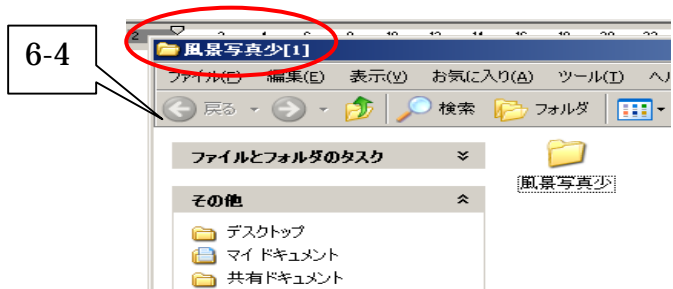 6-4
風景写真少[1]
ファイル(F) 編集(E) 表示(V) お気に入り(A) ツール(T) ヘル
戻る 検索 フォルダ
ファイルとフォルダのタスク
風景写真少
その他
デスクトップ
マイ ドキュメント
共有ドキュメント